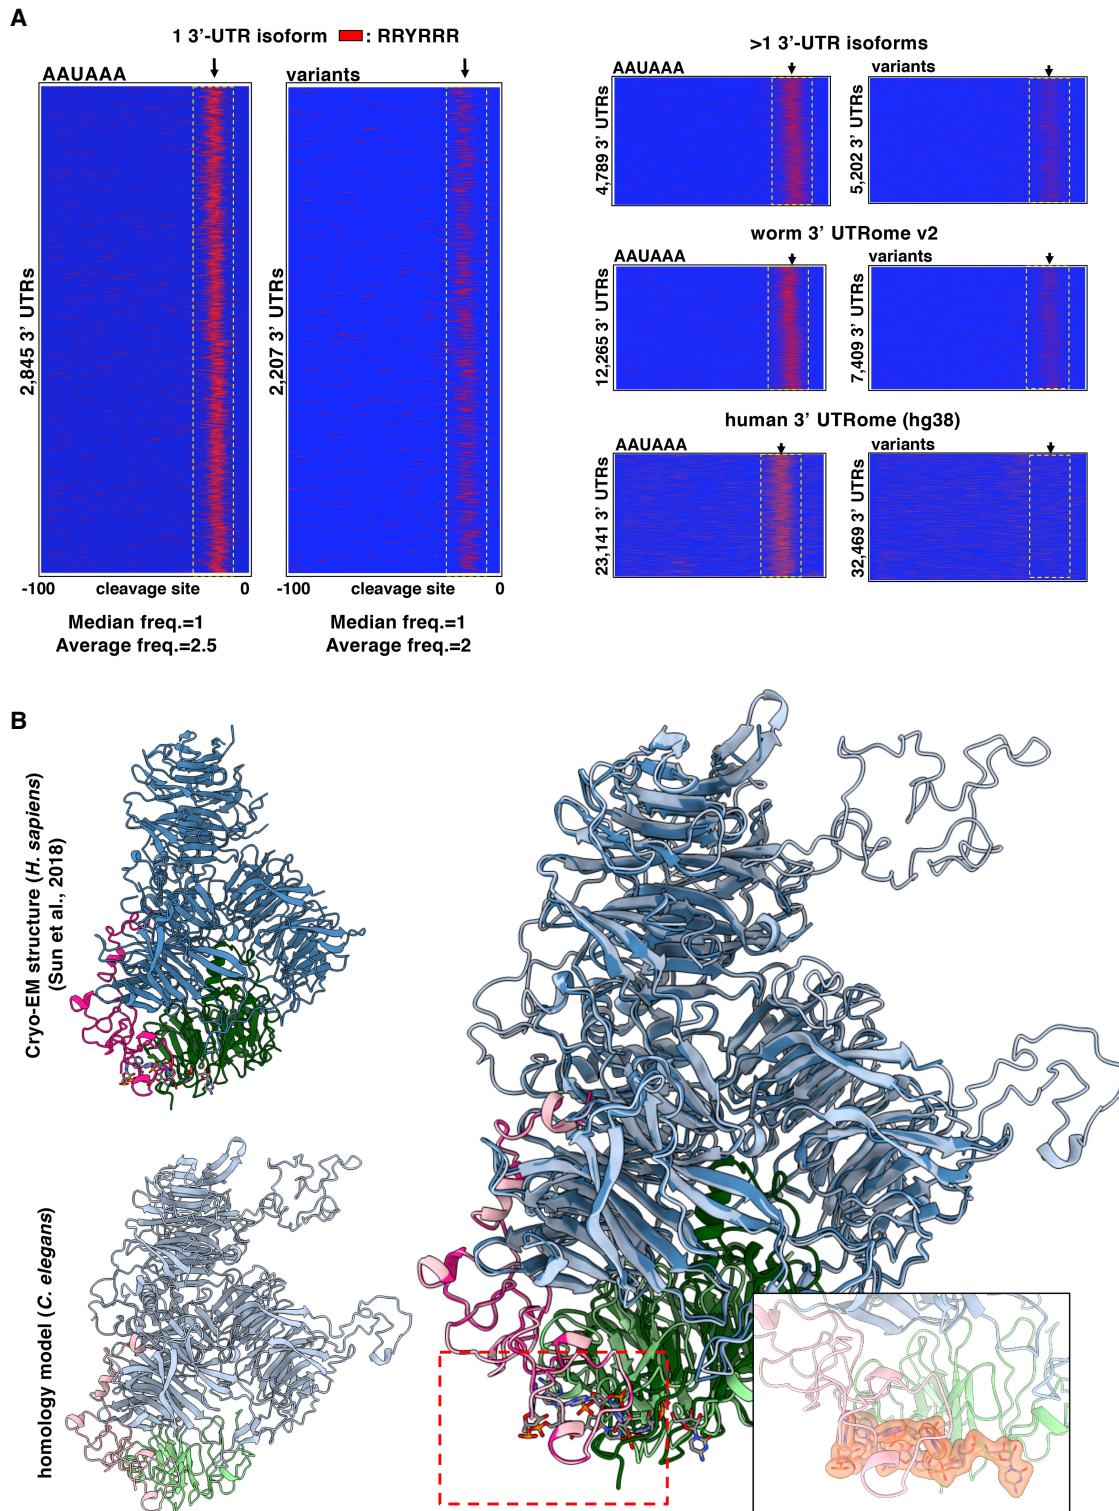 A
1 3'-UTR isoform : RRYRRR
AAUAAA
variants
2,845 3' UTRs
2,207 3' UTRs
-100 cleavage site 0
-100 cleavage site 0
Median freq.=1
Average freq.=2.5
Median freq.=1
Average freq.=2
>1 3'-UTR isoforms
AAUAAA
variants
4,789 3' UTRs
5,202 3' UTRs
worm 3' UTRome v2
AAUAAA
variants
12,265 3' UTRs
7,409 3' UTRs
human 3' UTRome (hg38)
AAUAAA
variants
23,141 3' UTRs
32,469 3' UTRs
B
Cryo-EM structure (H. sapiens)
(Sun et al., 2018)
homology model (C. elegans)